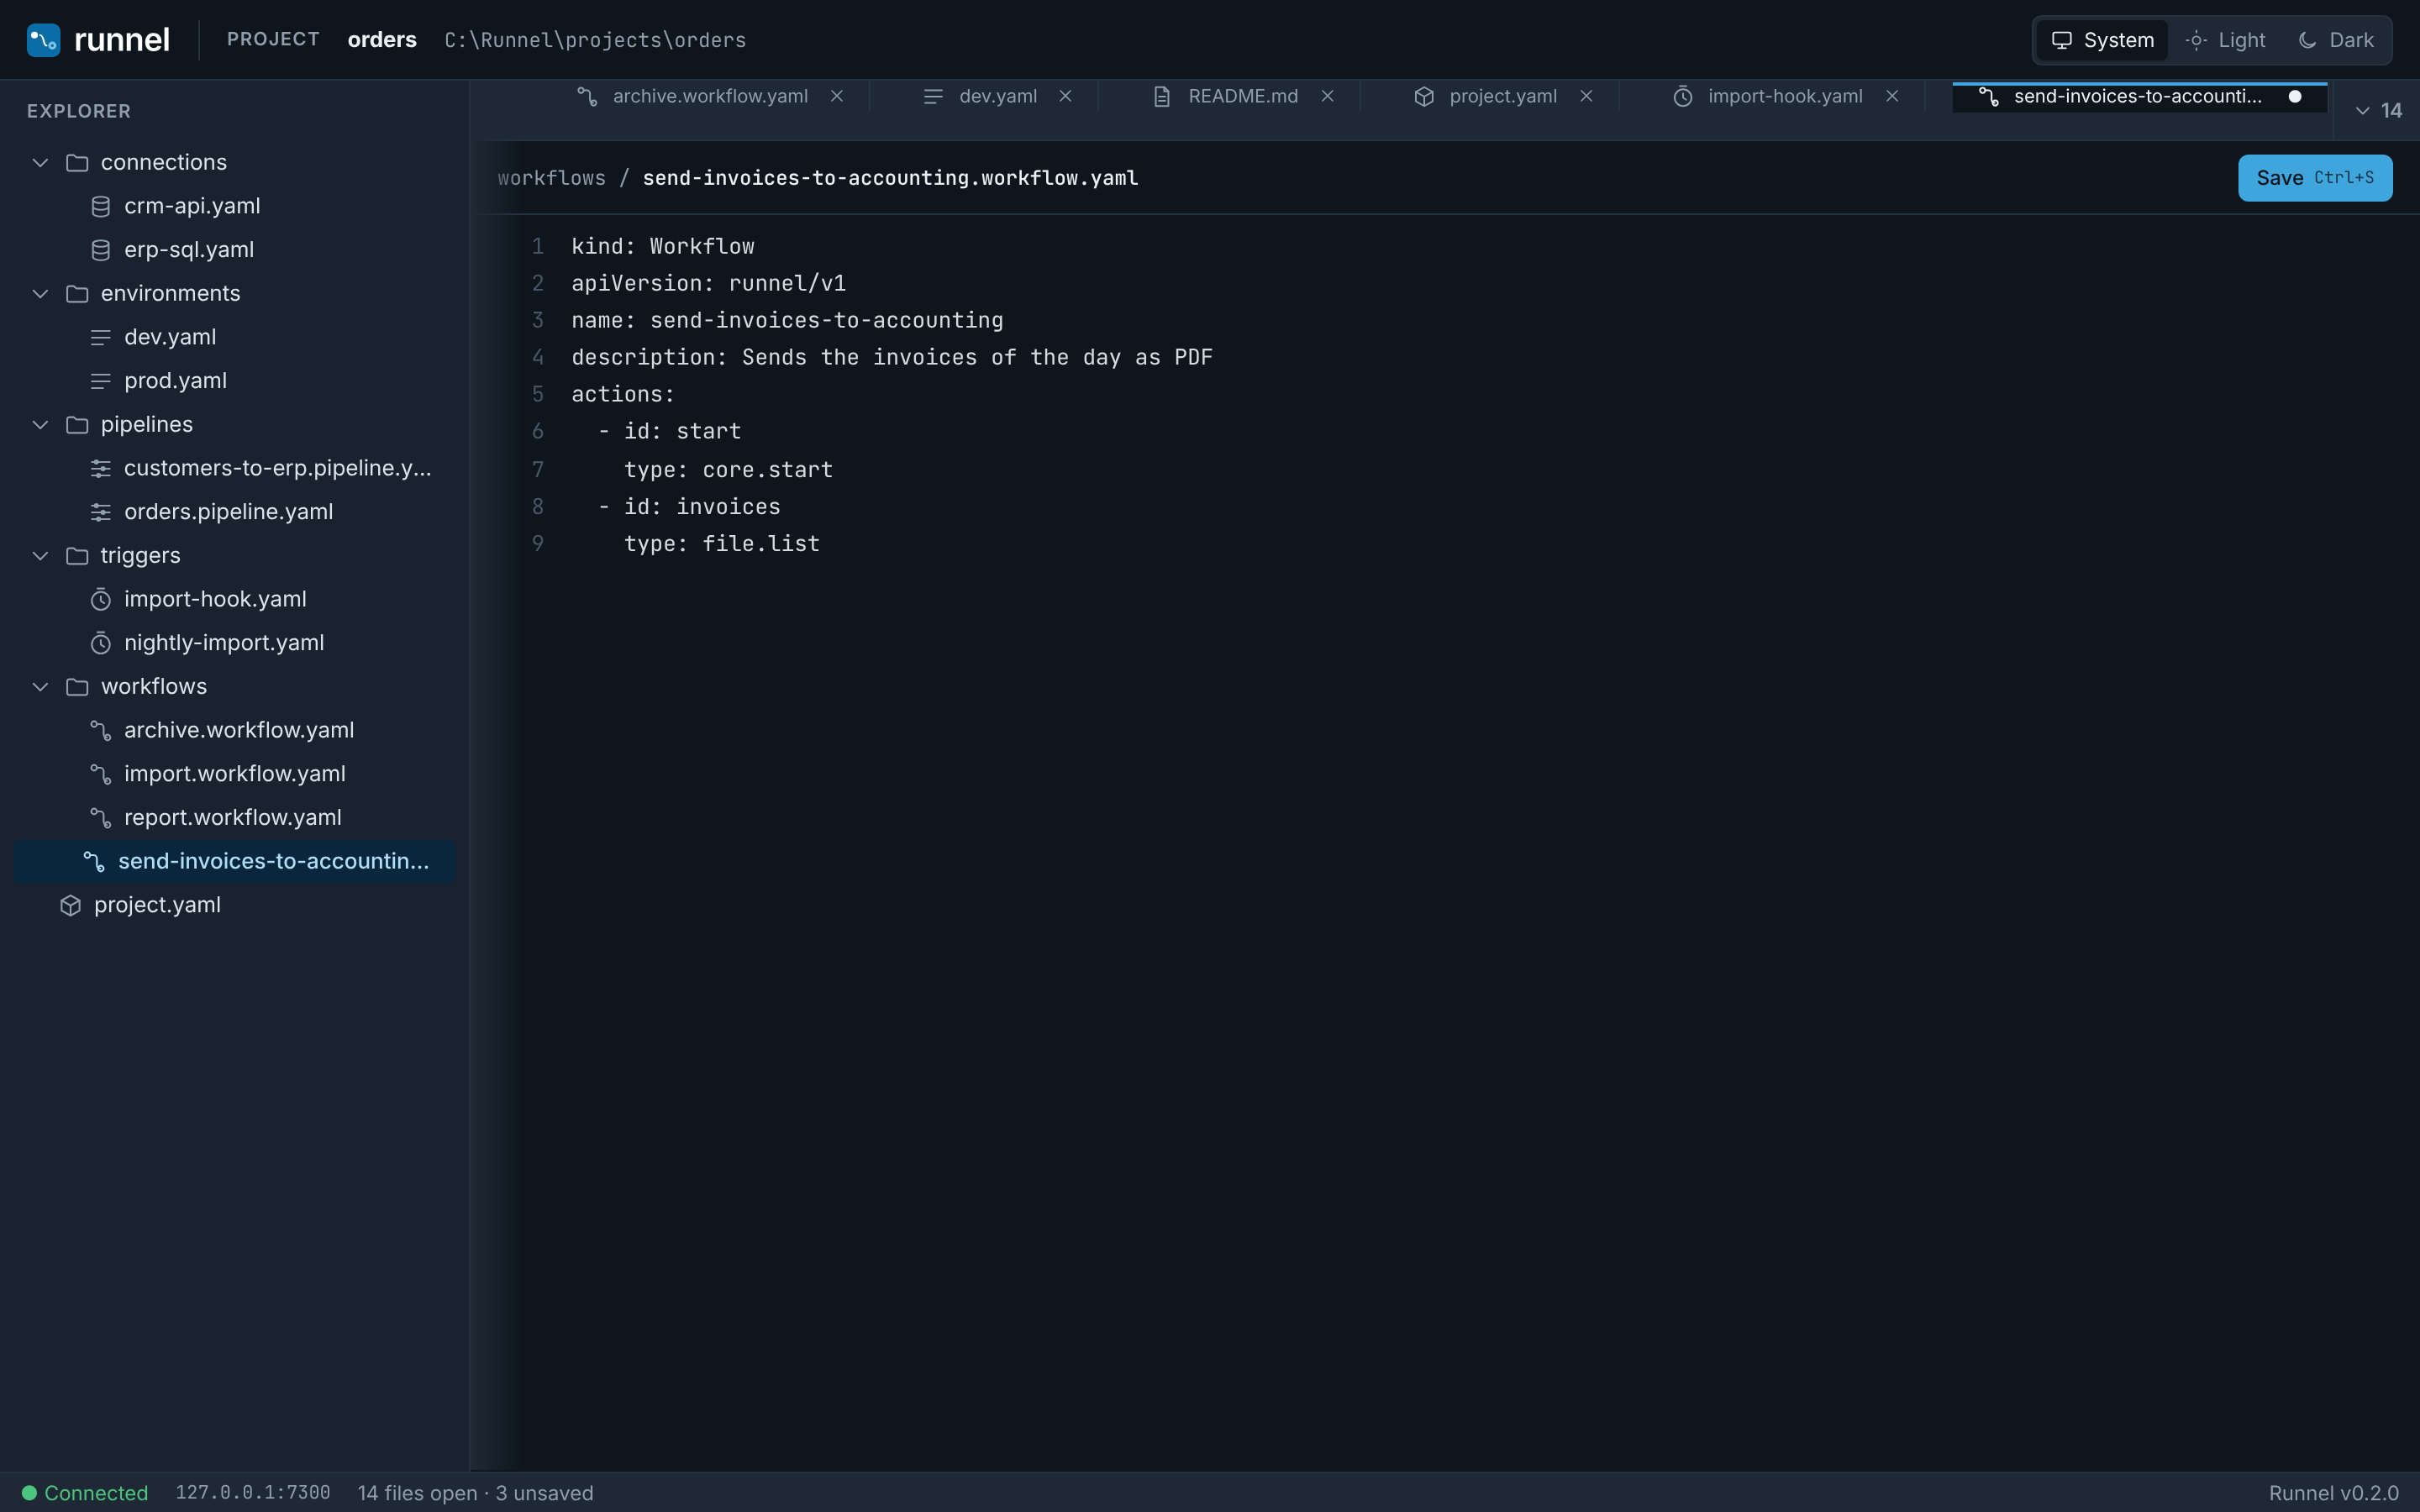 runnel PROJECT orders C:\Runnel\projects\orders System Light Dark
EXPLORER
connections
crm-api.yaml
erp-sql.yaml
environments
dev.yaml
prod.yaml
pipelines
customers-to-erp.pipeline.y...
orders.pipeline.yaml
triggers
import-hook.yaml
nightly-import.yaml
workflows
archive.workflow.yaml
import.workflow.yaml
report.workflow.yaml
send-invoices-to-accountin...
project.yaml
archive.workflow.yaml dev.yaml README.md project.yaml import-hook.yaml send-invoices-to-accounti... 14
workflows / send-invoices-to-accounting.workflow.yaml Save Ctrl+S
1 kind: Workflow
2 apiVersion: runnel/v1
3 name: send-invoices-to-accounting
4 description: Sends the invoices of the day as PDF
5 actions:
6   - id: start
7     type: core.start
8   - id: invoices
9     type: file.list
Connected 127.0.0.1:7300 14 files open · 3 unsaved Runnel v0.2.0